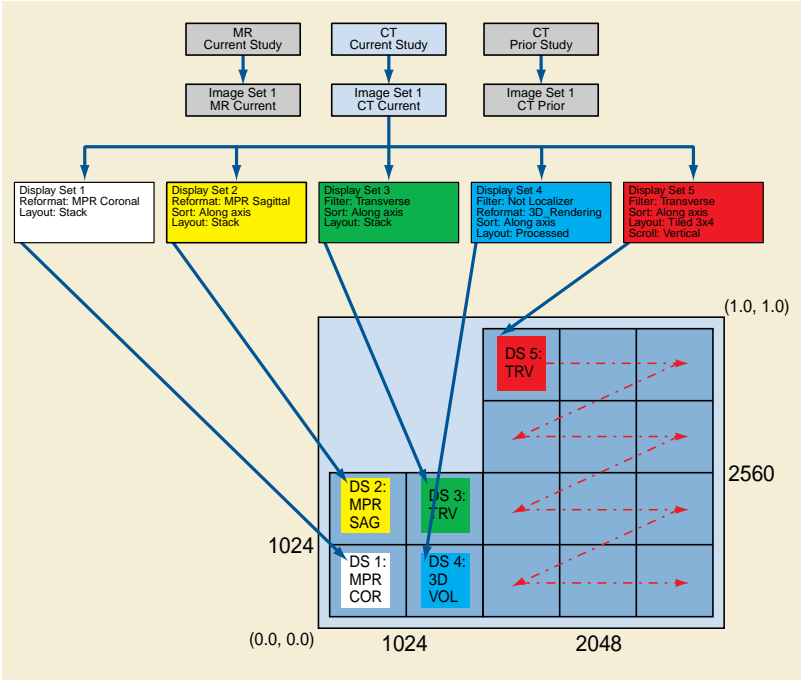 MR
Current Study
CT
Current Study
CT
Prior Study
Image Set 1
MR Current
Image Set 1
CT Current
Image Set 1
CT Prior
Display Set 1
Reformat: MPR Coronal
Layout: Stack
Display Set 2
Reformat: MPR Sagittal
Sort: Along axis
Layout: Stack
Display Set 3
Filter: Transverse
Sort: Along axis
Layout: Stack
Display Set 4
Filter: Not Localizer
Reformat: 3D_Rendering
Sort: Along axis
Layout: Processed
Display Set 5
Filter: Transverse
Sort: Along axis
Layout: Tiled 3x4
Scroll: Vertical
(1.0, 1.0)
DS 5:
TRV
DS 2:
MPR
SAG
DS 3:
TRV
2560
1024
DS 1:
MPR
COR
DS 4:
3D
VOL
(0.0, 0.0)
1024
2048